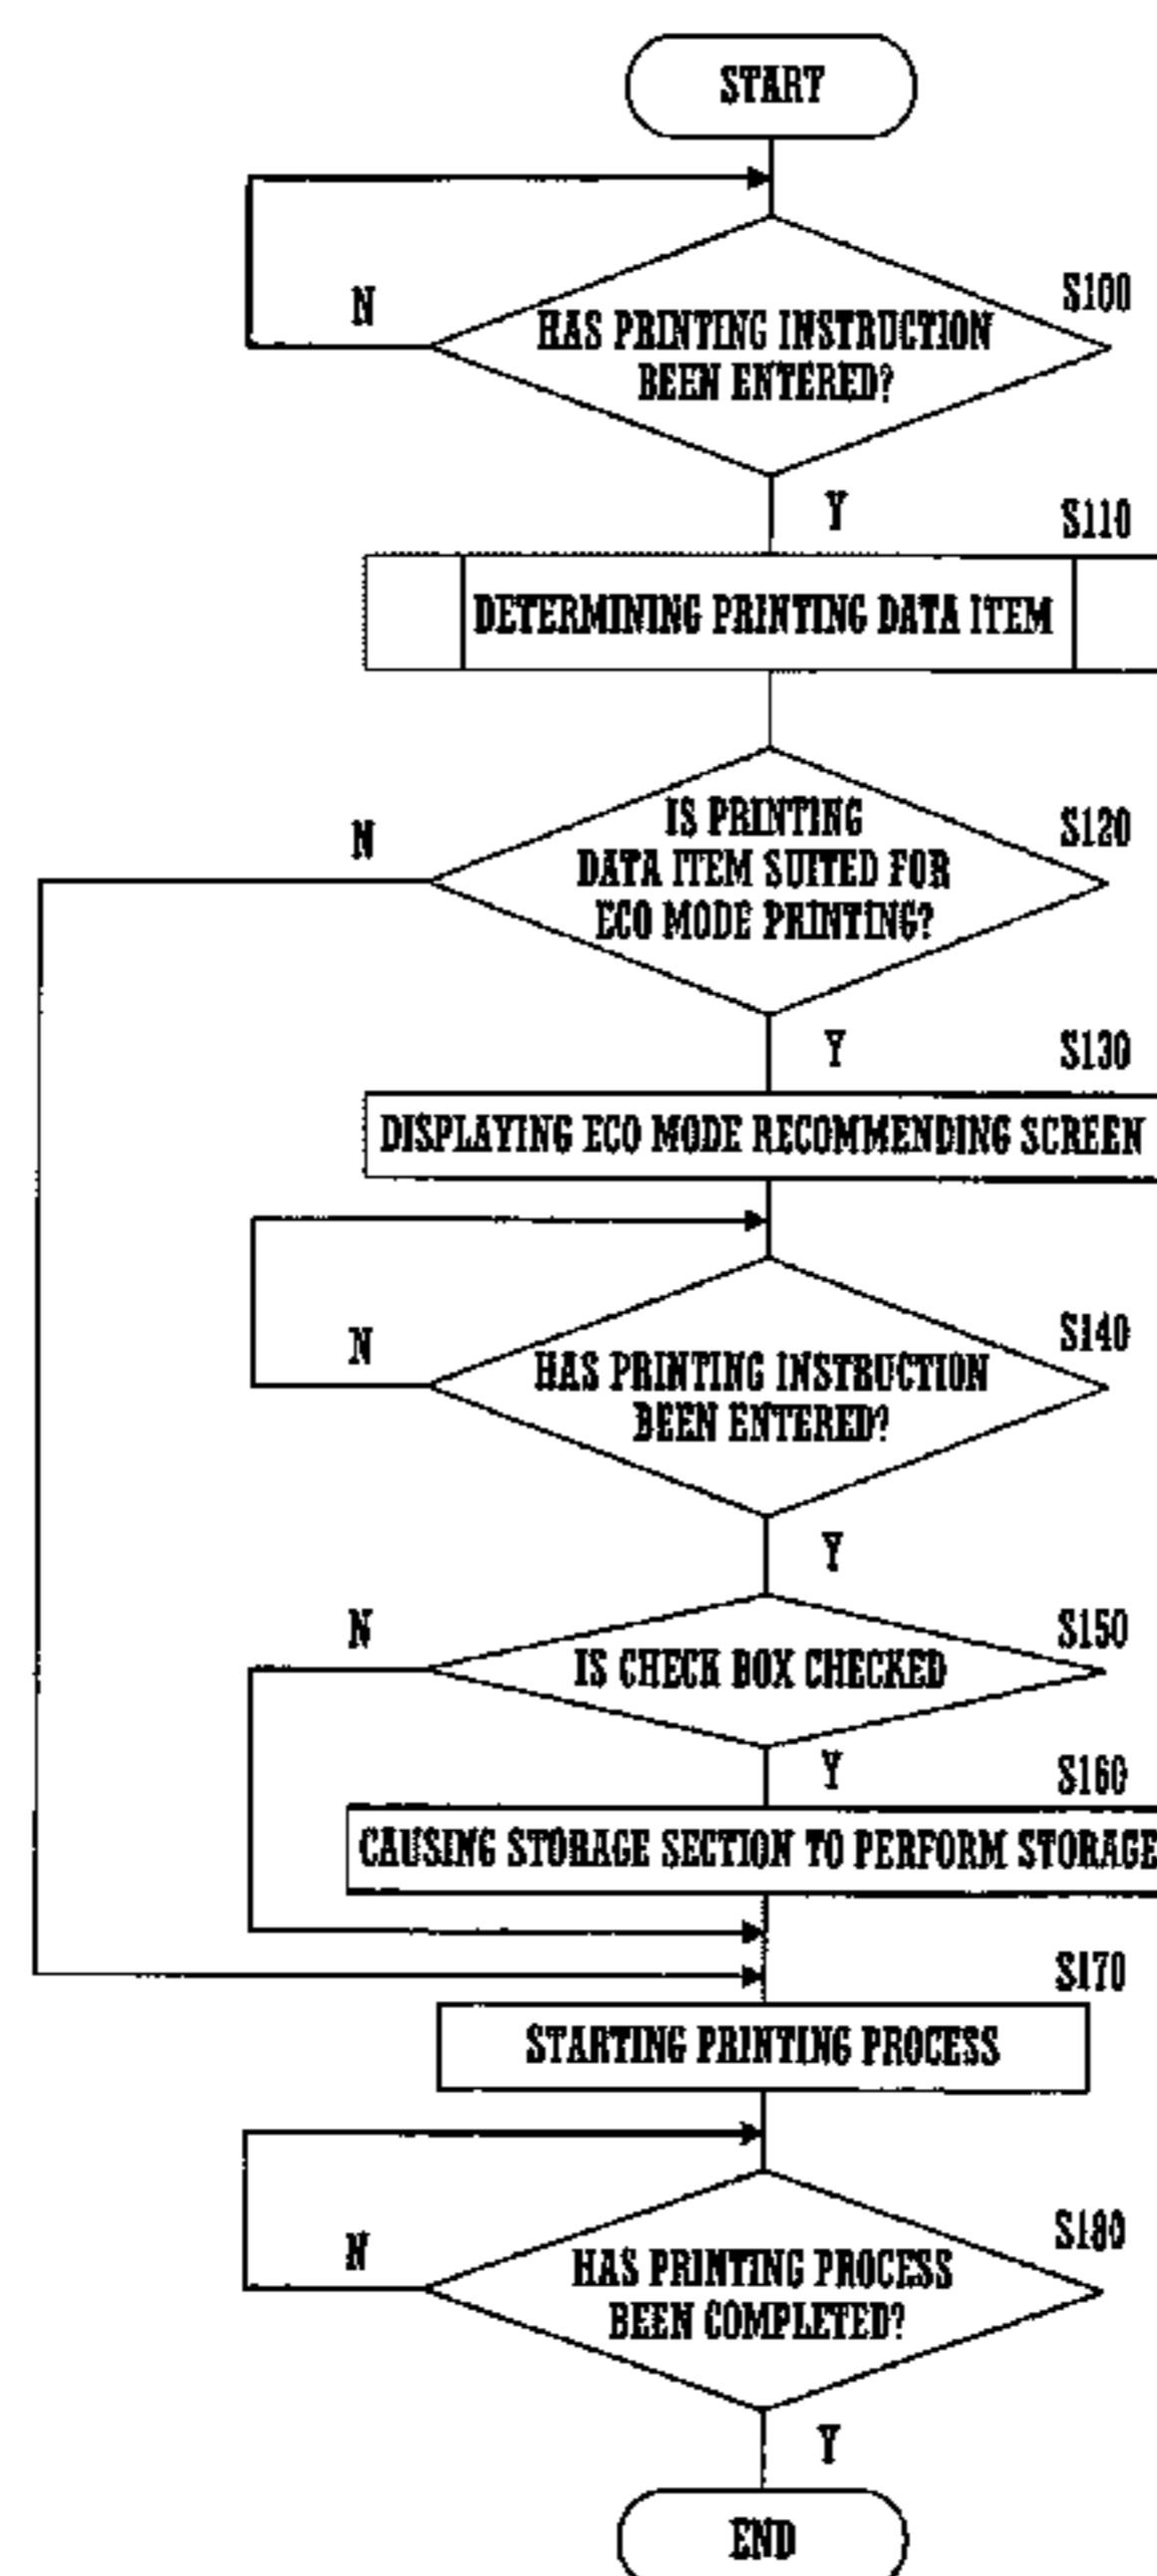 START
N
S100
HAS PRINTING INSTRUCTION
BEEN ENTERED?
Y
S110
DETERMINING PRINTING DATA ITEM
N
IS PRINTING
S120
DATA ITEM SUITED FOR
ECO MODE PRINTING?
Y
S130
DISPLAYING ECO MODE RECOMMENDING SCREEN
N
S140
HAS PRINTING INSTRUCTION
BEEN ENTERED?
Y
N
S150
IS CHECK BOX CHECKED
Y
S160
CAUSING STORAGE SECTION TO PERFORM STORAGE
S170
STARTING PRINTING PROCESS
N
S180
HAS PRINTING PROCESS
BEEN COMPLETED?
Y
END